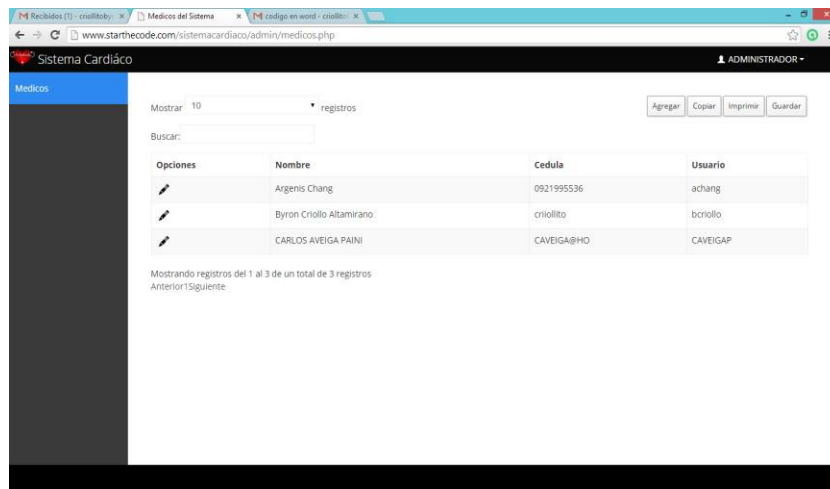 Recibidos (1) - criollitoby
Medicos del Sistema
codigo en word - criollito
www.starthecode.com/sistemacardiaco/admin/medicos.php
Sistema Cardiáco
ADMINISTRADOR
Medicos
Mostrar 10 registros
Agregar Copiar Imprimir Guardar
Buscar:
Opciones Nombre Cedula Usuario
Argenis Chang 0921995536 achang
Byron Criollo Altamirano criiollito bcriollo
CARLOS AVEIGA PAINI CAVEIGA@HO CAVEIGAP
Mostrando registros del 1 al 3 de un total de 3 registros
Anterior1Siguiente